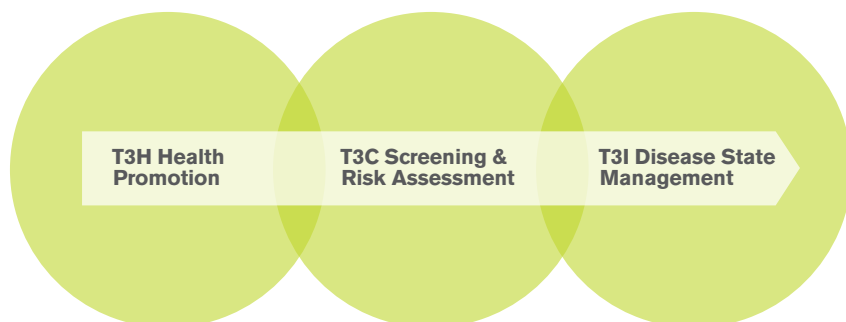 T3H Health
Promotion
T3C Screening &
Risk Assessment
T3I Disease State
Management